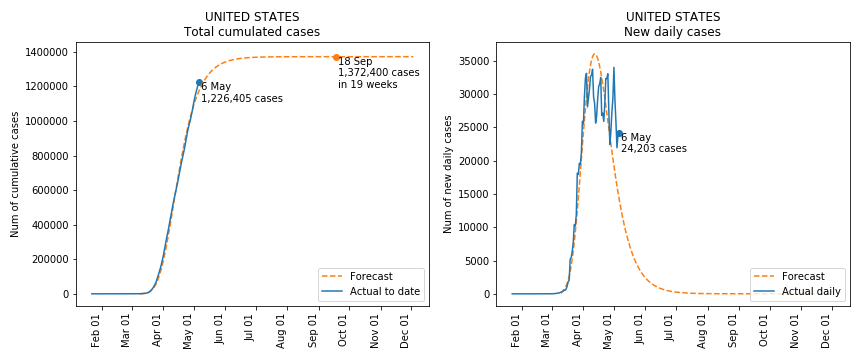 UNITED STATES
Total cumulated cases
Num of cumulative cases
1400000
1200000
1000000
800000
600000
400000
200000
0
18 Sep
1,372,400 cases
in 19 weeks
6 May
1,226,405 cases
Forecast
Actual to date
Feb 01
Mar 01
Apr 01
May 01
Jun 01
Jul 01
Aug 01
Sep 01
Oct 01
Nov 01
Dec 01
UNITED STATES
New daily cases
Num of new daily cases
35000
30000
25000
20000
15000
10000
5000
0
6 May
24,203 cases
Forecast
Actual daily
Feb 01
Mar 01
Apr 01
May 01
Jun 01
Jul 01
Aug 01
Sep 01
Oct 01
Nov 01
Dec 01